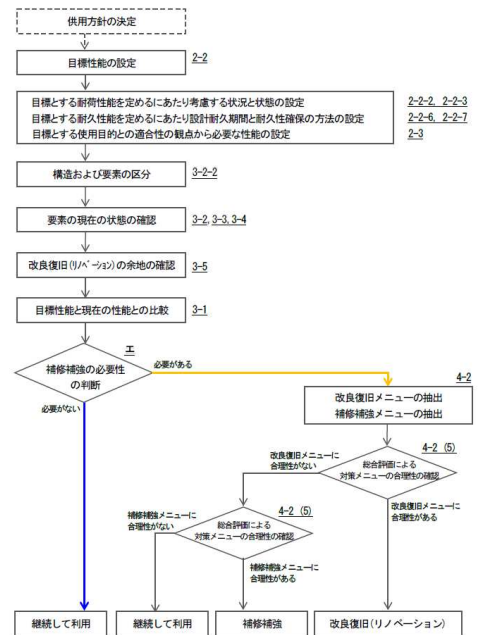 供用方針の決定
目標性能の設定
2-2
目標とする耐荷性能を定めるにあたり考慮する状況と状態の設定
2-2-2, 2-2-3
目標とする耐久性能を定めるにあたり設計耐久期間と耐久性確保の方法の設定
2-2-6, 2-2-7
目標とする使用目的との適合性の観点から必要な性能の設定
2-3
構造および要素の区分
3-2-2
要素の現在の状態の確認
3-2, 3-3, 3-4
改良復旧(リノベーション)の余地の確認
3-5
目標性能と現在の性能との比較
3-1
エ
補修補強の必要性
の判断
必要がある
必要がない
4-2
改良復旧メニューの抽出
補修補強メニューの抽出
4-2 (5)
総合評価による
対策メニューの合理性の確認
改良復旧メニューに
合理性がない
改良復旧メニューに
合理性がある
4-2 (5)
総合評価による
対策メニューの合理性の確認
補修補強メニューに
合理性がない
補修補強メニューに
合理性がある
継続して利用
継続して利用
補修補強
改良復旧(リノベーション)